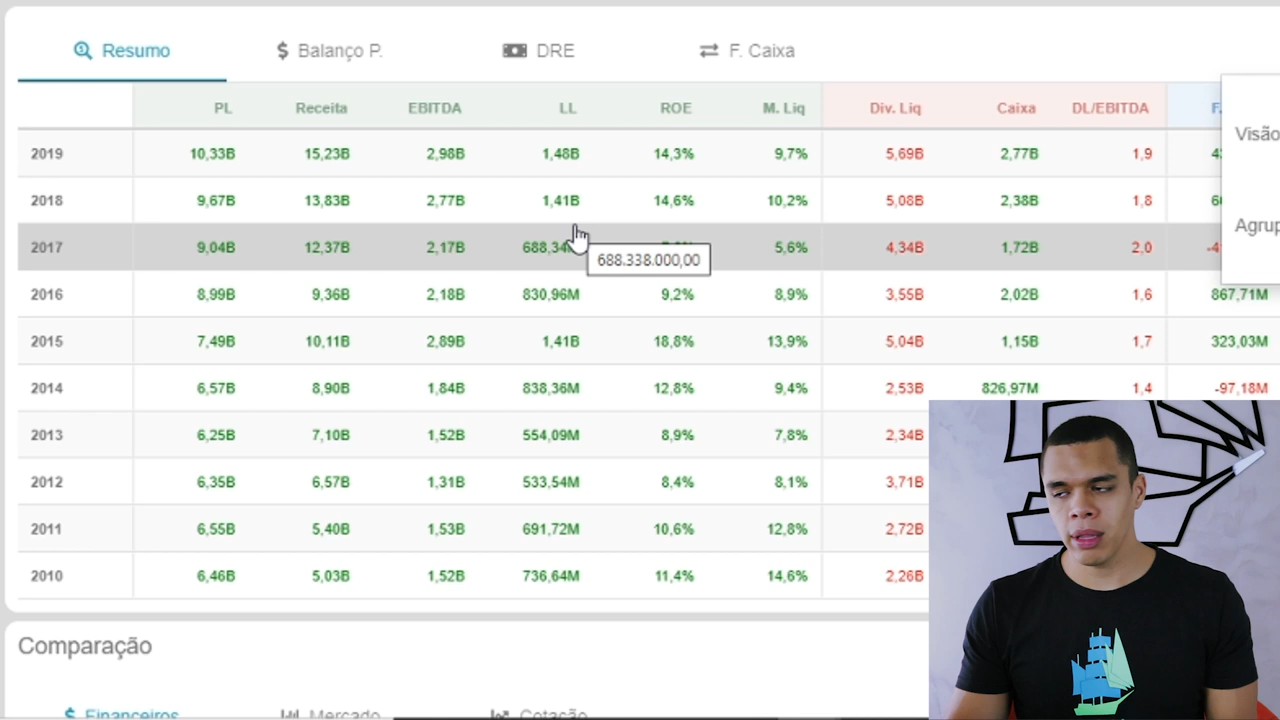 Resumo $ Balanço P. DRE F. Caixa
PL Receita EBITDA LL ROE M. Liq Div. Liq Caixa DL/EBITDA F.
2019 10,33B 15,23B 2,98B 1,48B 14,3% 9,7% 5,69B 2,77B 1,9
Visão
2018 9,67B 13,83B 2,77B 1,41B 14,6% 10,2% 5,08B 2,38B 1,8
Agrup
2017 9,04B 12,37B 2,17B 688,34 5,6% 4,34B 1,72B 2,0
688.338.000,00
2016 8,99B 9,36B 2,18B 830,96M 9,2% 8,9% 3,55B 2,02B 1,6 867,71M
2015 7,49B 10,11B 2,89B 1,41B 18,8% 13,9% 5,04B 1,15B 1,7 323,03M
2014 6,57B 8,90B 1,84B 838,36M 12,8% 9,4% 2,53B 826,97M 1,4 -97,18M
2013 6,25B 7,10B 1,52B 554,09M 8,9% 7,8% 2,34B
2012 6,35B 6,57B 1,31B 533,54M 8,4% 8,1% 3,71B
2011 6,55B 5,40B 1,53B 691,72M 10,6% 12,8% 2,72B
2010 6,46B 5,03B 1,52B 736,64M 11,4% 14,6% 2,26B
Comparação
$ Financeiros Mercado Cotação